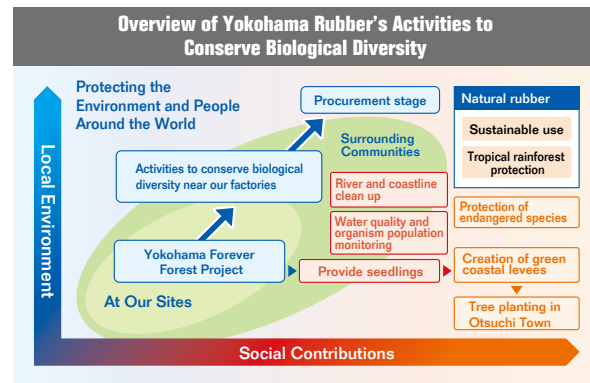 Overview of Yokohama Rubber's Activities to
Conserve Biological Diversity
Protecting the
Environment and People
Around the World
Procurement stage
Natural rubber
Sustainable use
Tropical rainforest
protection
Surrounding
Communities
Activities to conserve biological
diversity near our factories
River and coastline
clean up
Water quality and
organism population
monitoring
Protection of
endangered species
Yokohama Forever
Forest Project
Provide seedlings
Creation of green
coastal levees
At Our Sites
Tree planting in
Otsuchi Town
Local Environment
Social Contributions